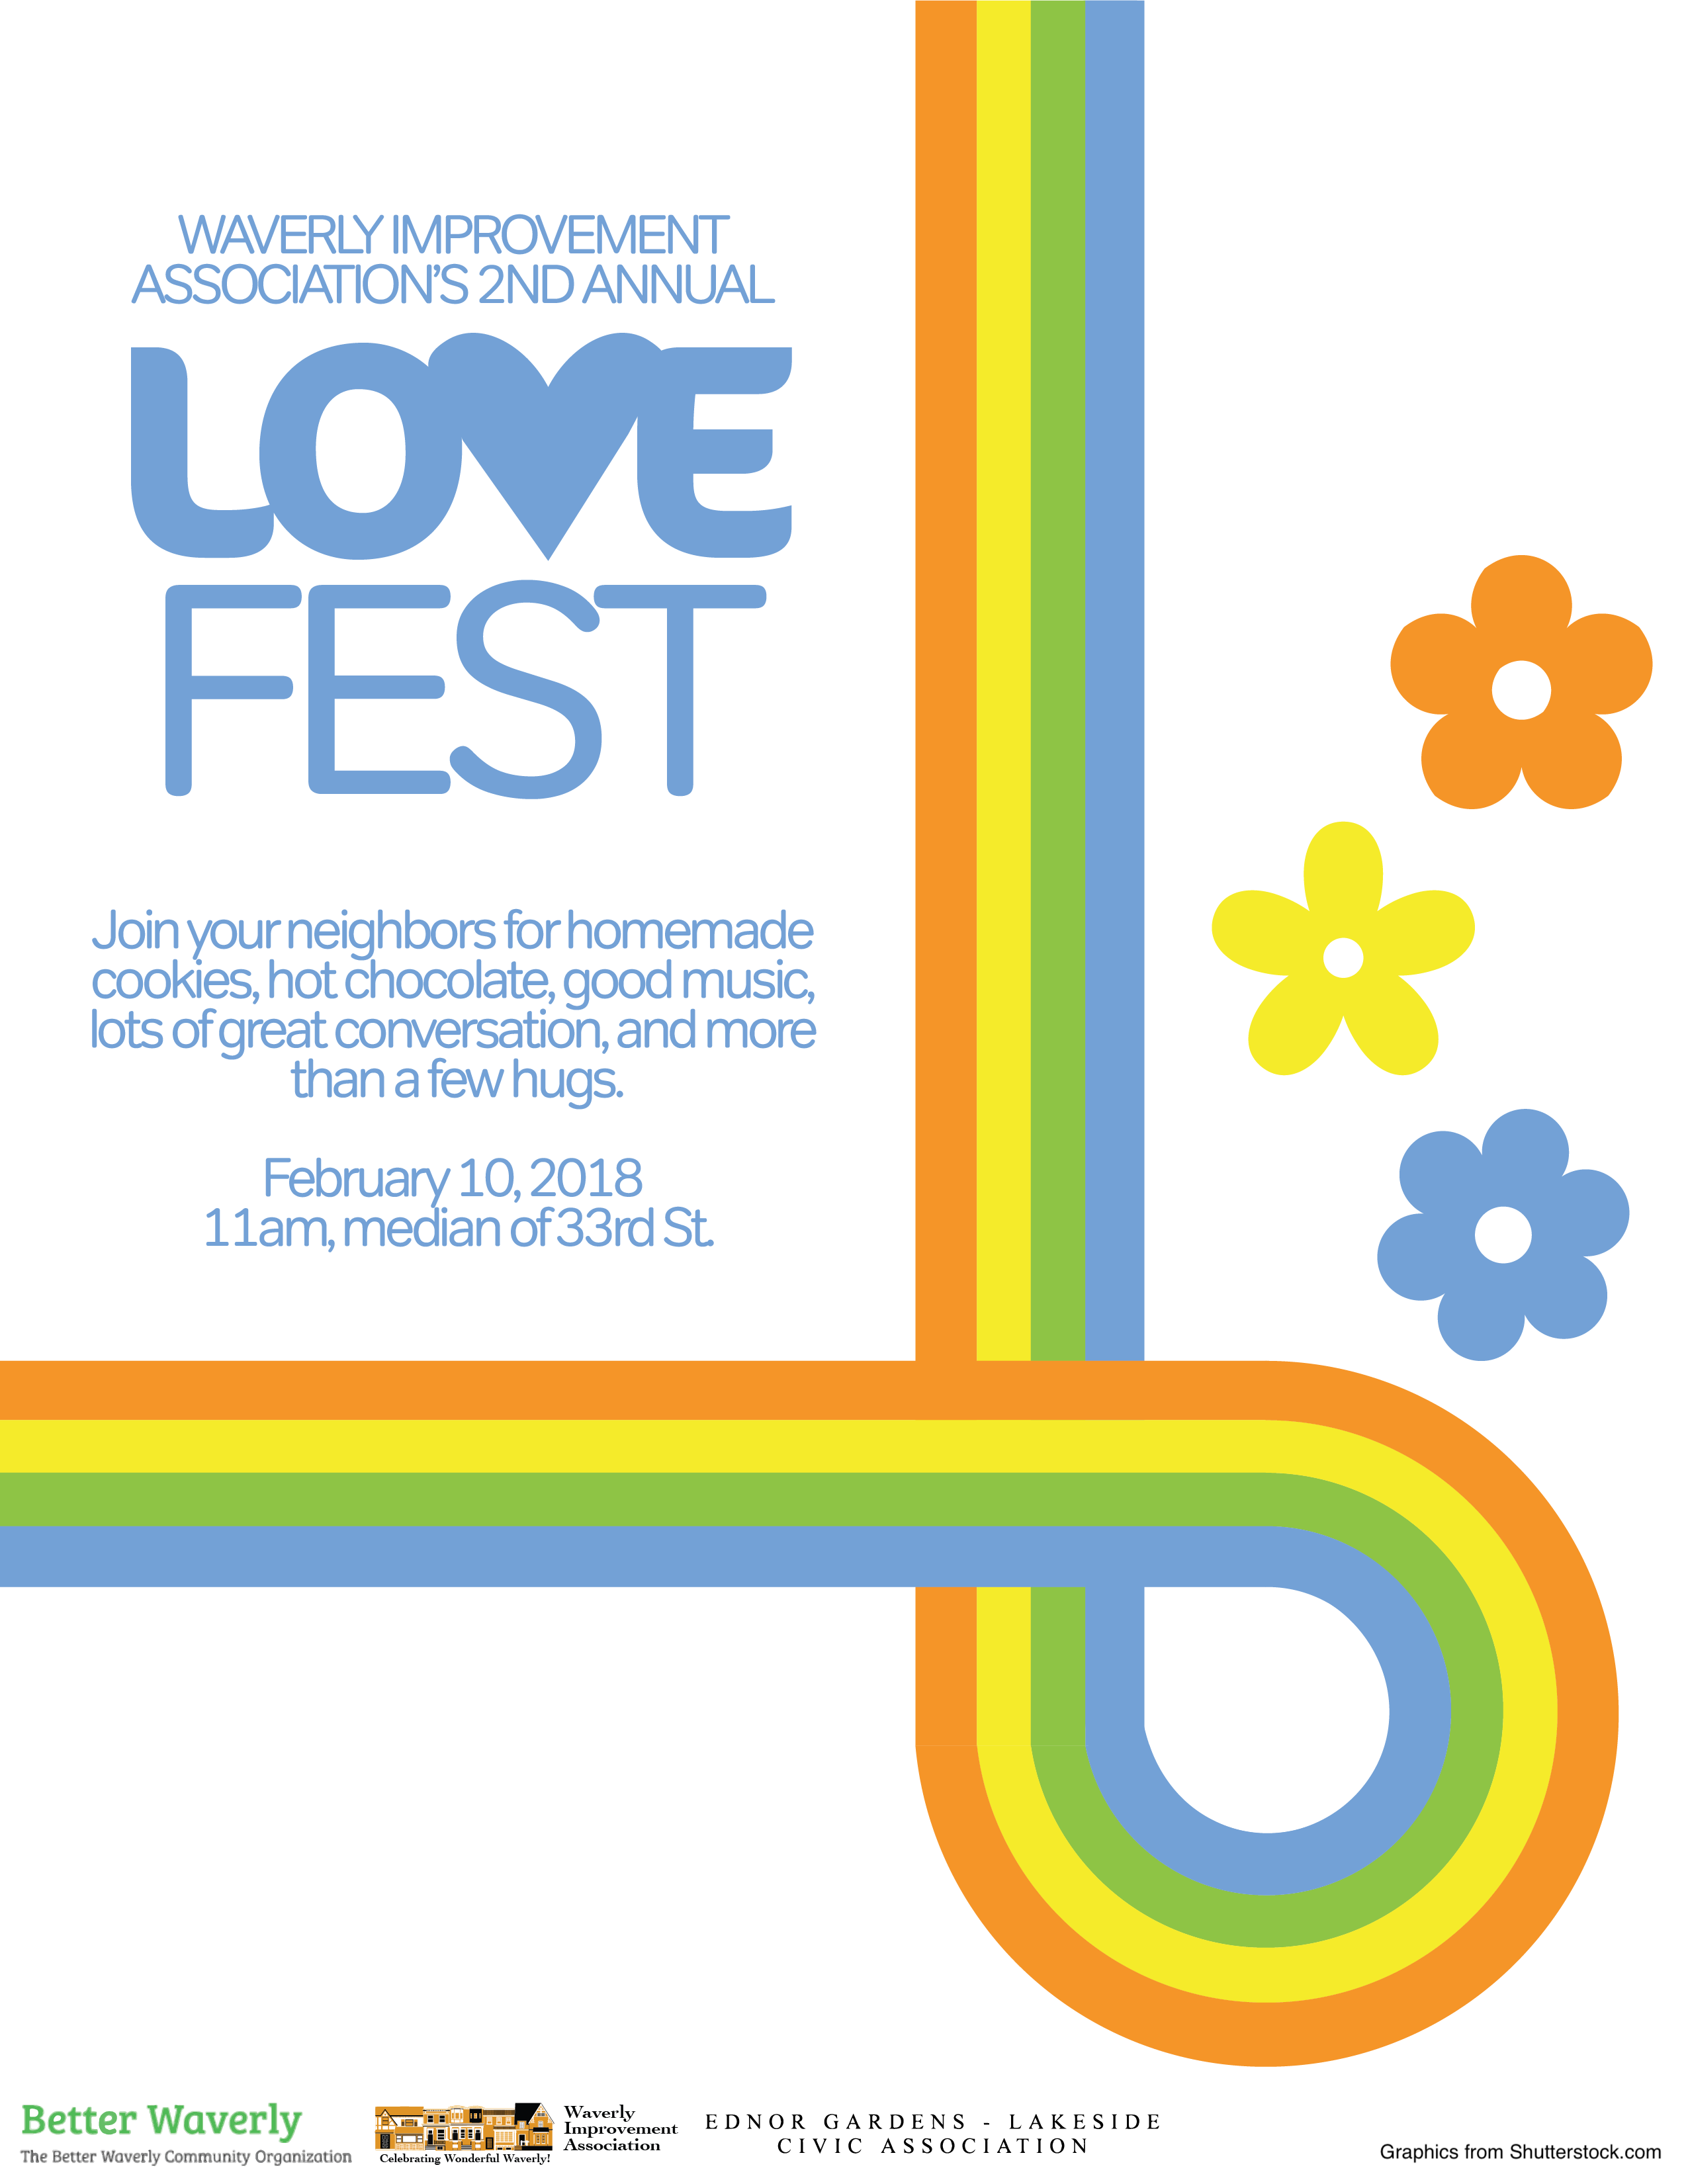 WAVERLY IMPROVEMENT
ASSOCIATION'S 2ND ANNUAL
LOVE
FEST
Join your neighbors for homemade
cookies, hot chocolate, good music,
lots of great conversation, and more
than a few hugs.
February 10, 2018
11am, median of 33rd St.
Better Waverly
The Better Waverly Community Organization
Waverly
Improvement
Association
Celebrating Wonderful Waverly!
EDNOR GARDENS - LAKESIDE
CIVIC ASSOCIATION
Graphics from Shutterstock.com